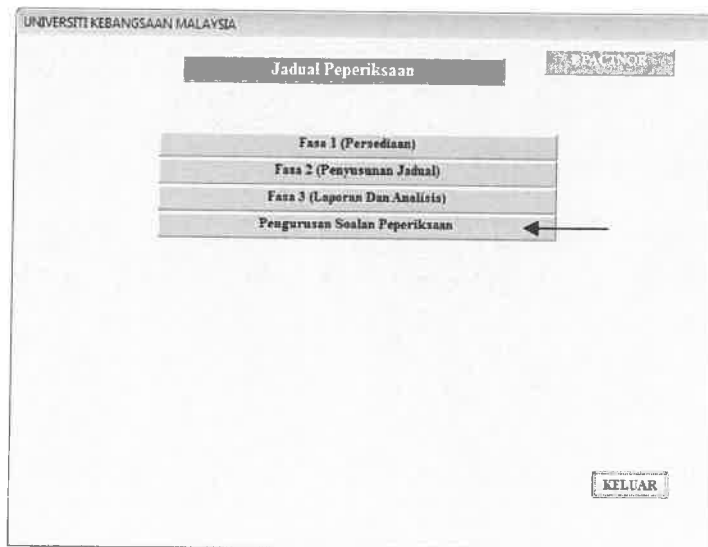 UNIVERSITI KEBANGSAAN MALAYSIA
Jadual Peperiksaan
Fasa 1 (Persediaan)
Fasa 2 (Penyusunan Jadual)
Fasa 3 (Laporan Dan Analisis)
Pengurusan Soalan Peperiksaan
KELUAR